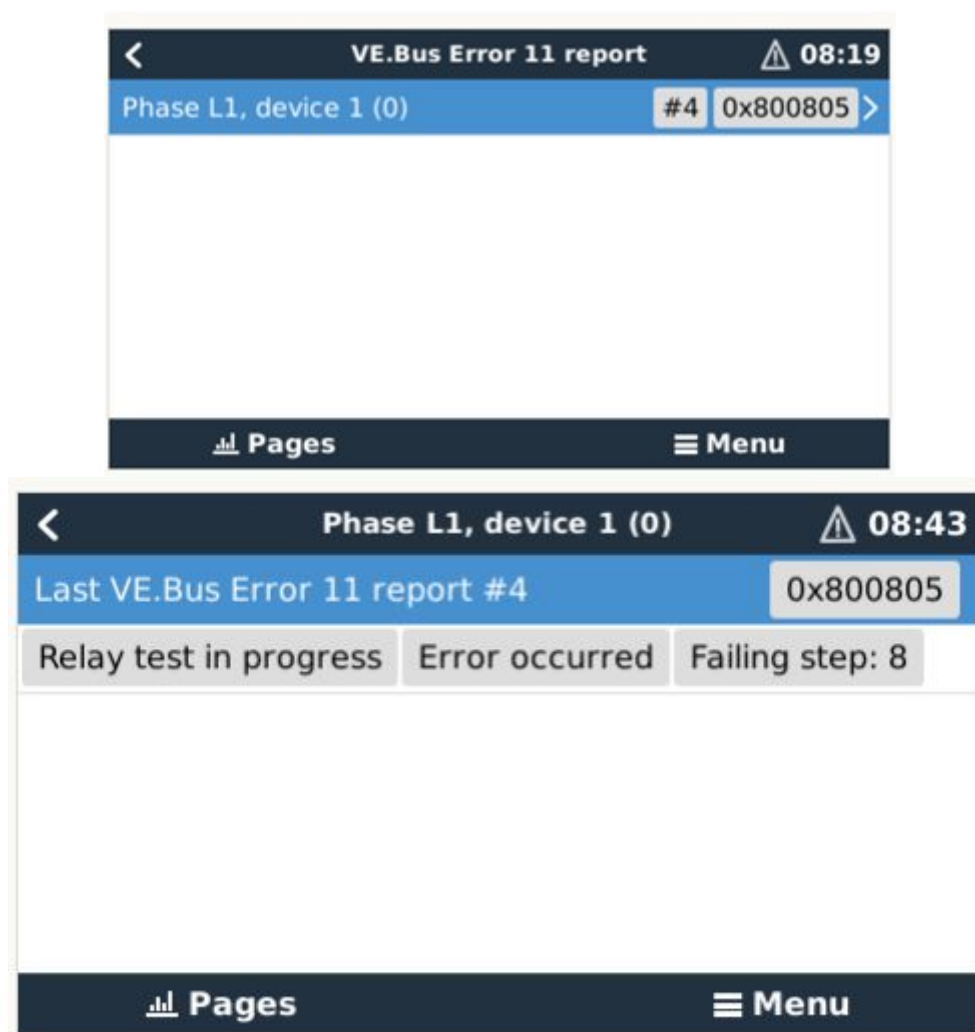 VE.Bus Error 11 report 08:19
Phase L1, device 1 (0) #4 0x800805
Pages Menu
Phase L1, device 1 (0) 08:43
Last VE.Bus Error 11 report #4 0x800805
Relay test in progress Error occurred Failing step: 8
Pages Menu